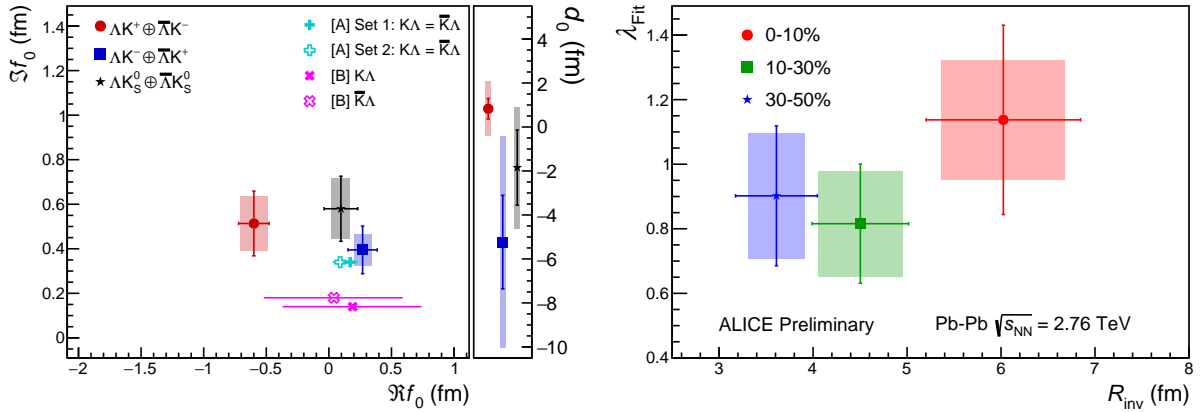 ℑf₀ (fm)
1.4
1.2
1
0.8
0.6
0.4
0.2
0
−2
−1.5
−1
−0.5
0
0.5
1
ℜf₀ (fm)
ΛK⁺⊕Λ̅K⁻
ΛK⁻⊕Λ̅K⁺
ΛK⁰S⊕Λ̅K⁰S
[A] Set 1: KΛ = K̅Λ
[A] Set 2: KΛ = K̅Λ
[B] KΛ
[B] K̅Λ
d₀ (fm)
4
2
0
−2
−4
−6
−8
−10
λFit
1.4
1.2
1
0.8
0.6
0.4
3
4
5
6
7
8
Rinv (fm)
0-10%
10-30%
30-50%
ALICE Preliminary
Pb-Pb √sNN = 2.76 TeV